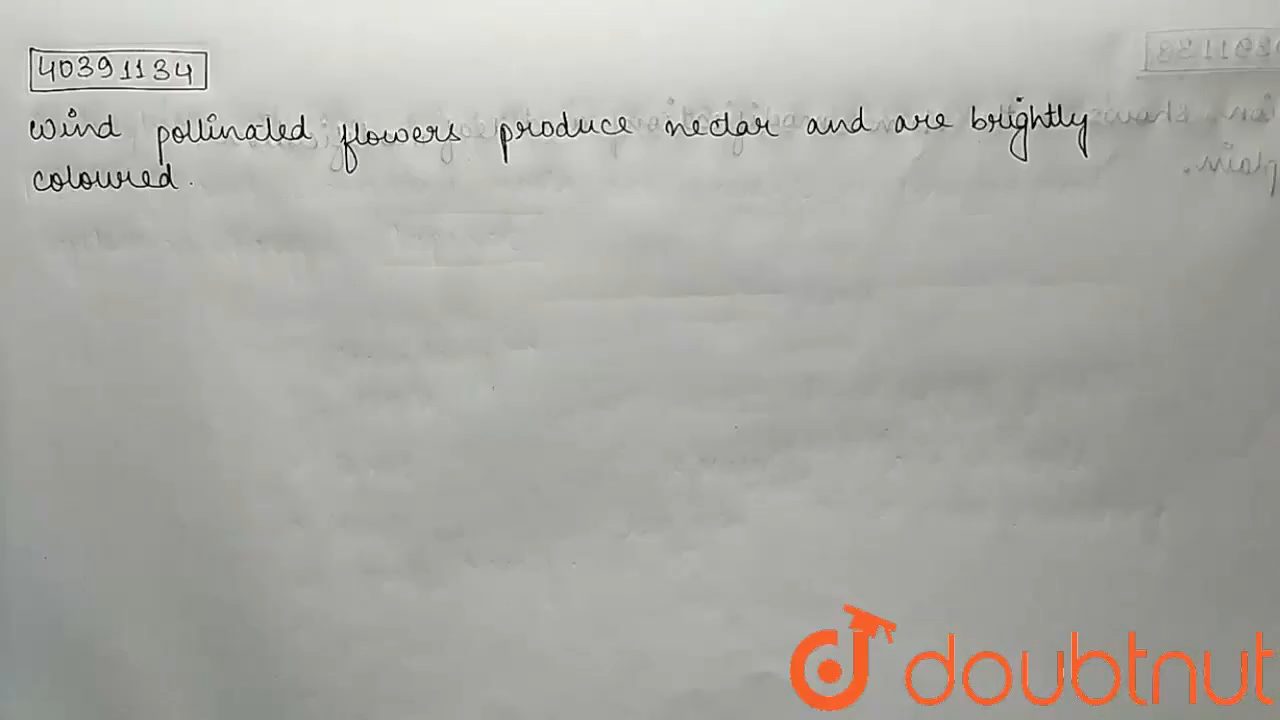 40391134
Wind pollinated flowers produce nectar and are brightly
coloured.
doubtnut